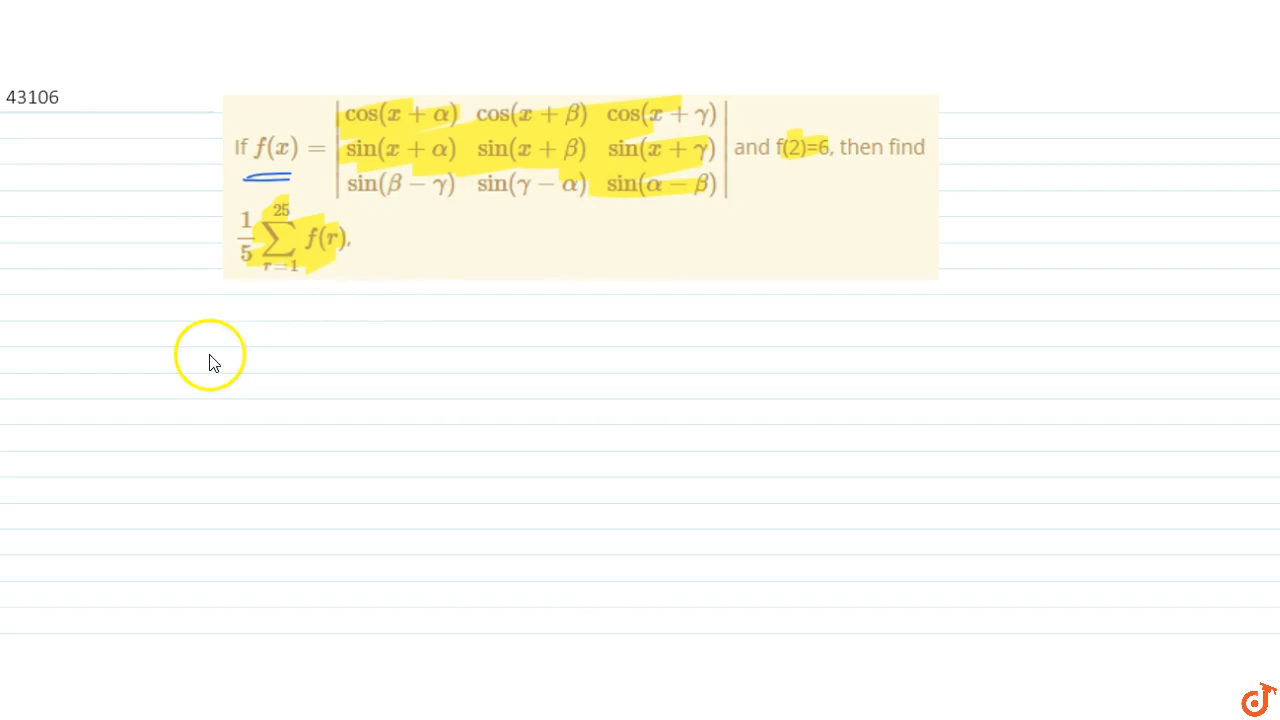 43106
If f(x) = | cos(x + α) cos(x + β) cos(x + γ) |
| sin(x + α) sin(x + β) sin(x + γ) | and f(2)=6, then find
| sin(β − γ) sin(γ − α) sin(α − β) |
1/5 ∑_{r=1}^{25} f(r),